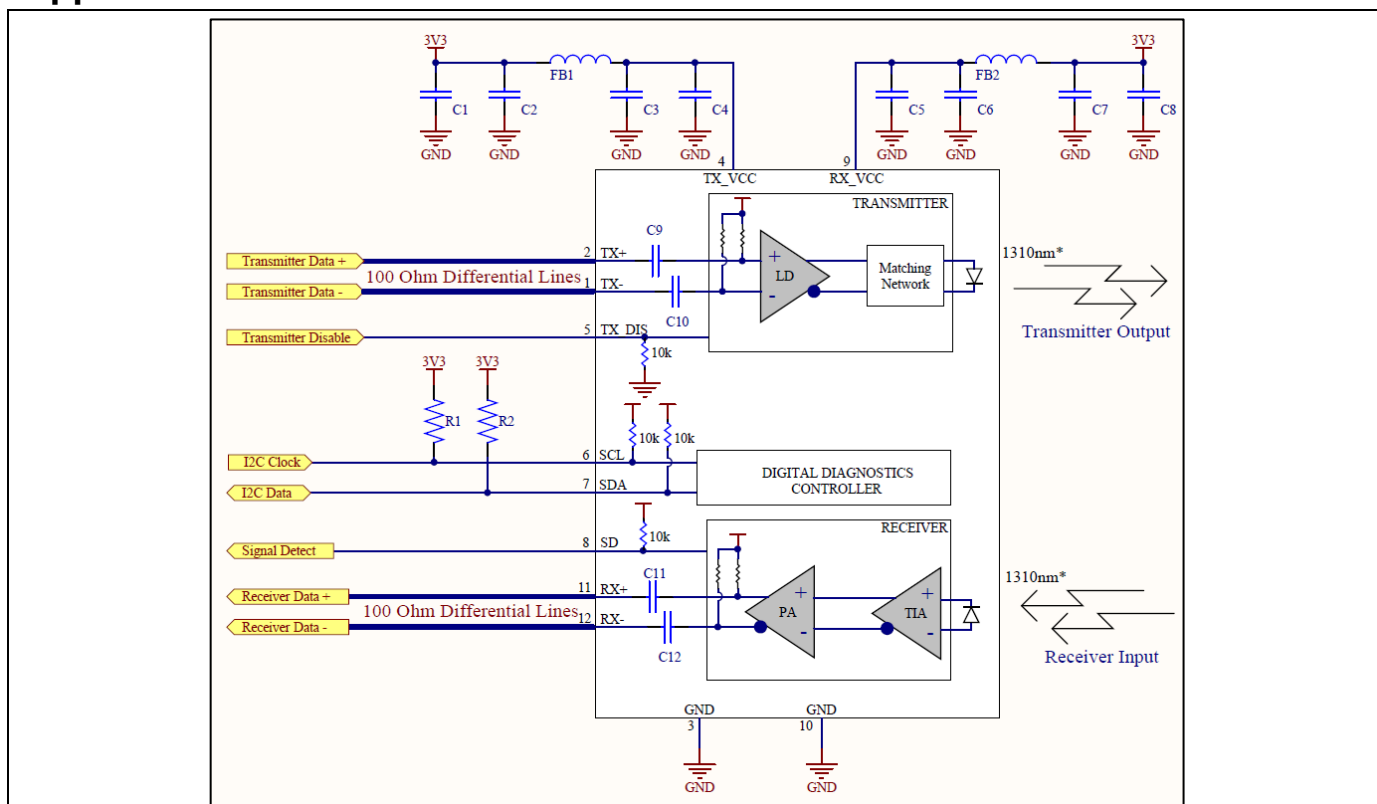 3V3
3V3
FB1
FB2
C1
C2
C3
C4
C5
C6
C7
C8
GND
GND
GND
GND
GND
GND
GND
GND
4
9
TX_VCC
RX_VCC
TRANSMITTER
C9
2
TX+
Transmitter Data +
100 Ohm Differential Lines
+
LD
Matching
Network
1310nm*
1
TX-
Transmitter Data -
-
C10
Transmitter Output
5
TX_DIS
Transmitter Disable
10k
3V3
3V3
R1
R2
10k
10k
6
SCL
I2C Clock
DIGITAL DIAGNOSTICS
CONTROLLER
7
SDA
I2C Data
RECEIVER
10k
8
SD
Signal Detect
C11
1310nm*
11
RX+
Receiver Data +
100 Ohm Differential Lines
+
PA
-
+
TIA
-
12
RX-
Receiver Data -
C12
Receiver Input
GND
GND
3
10
GND
GND